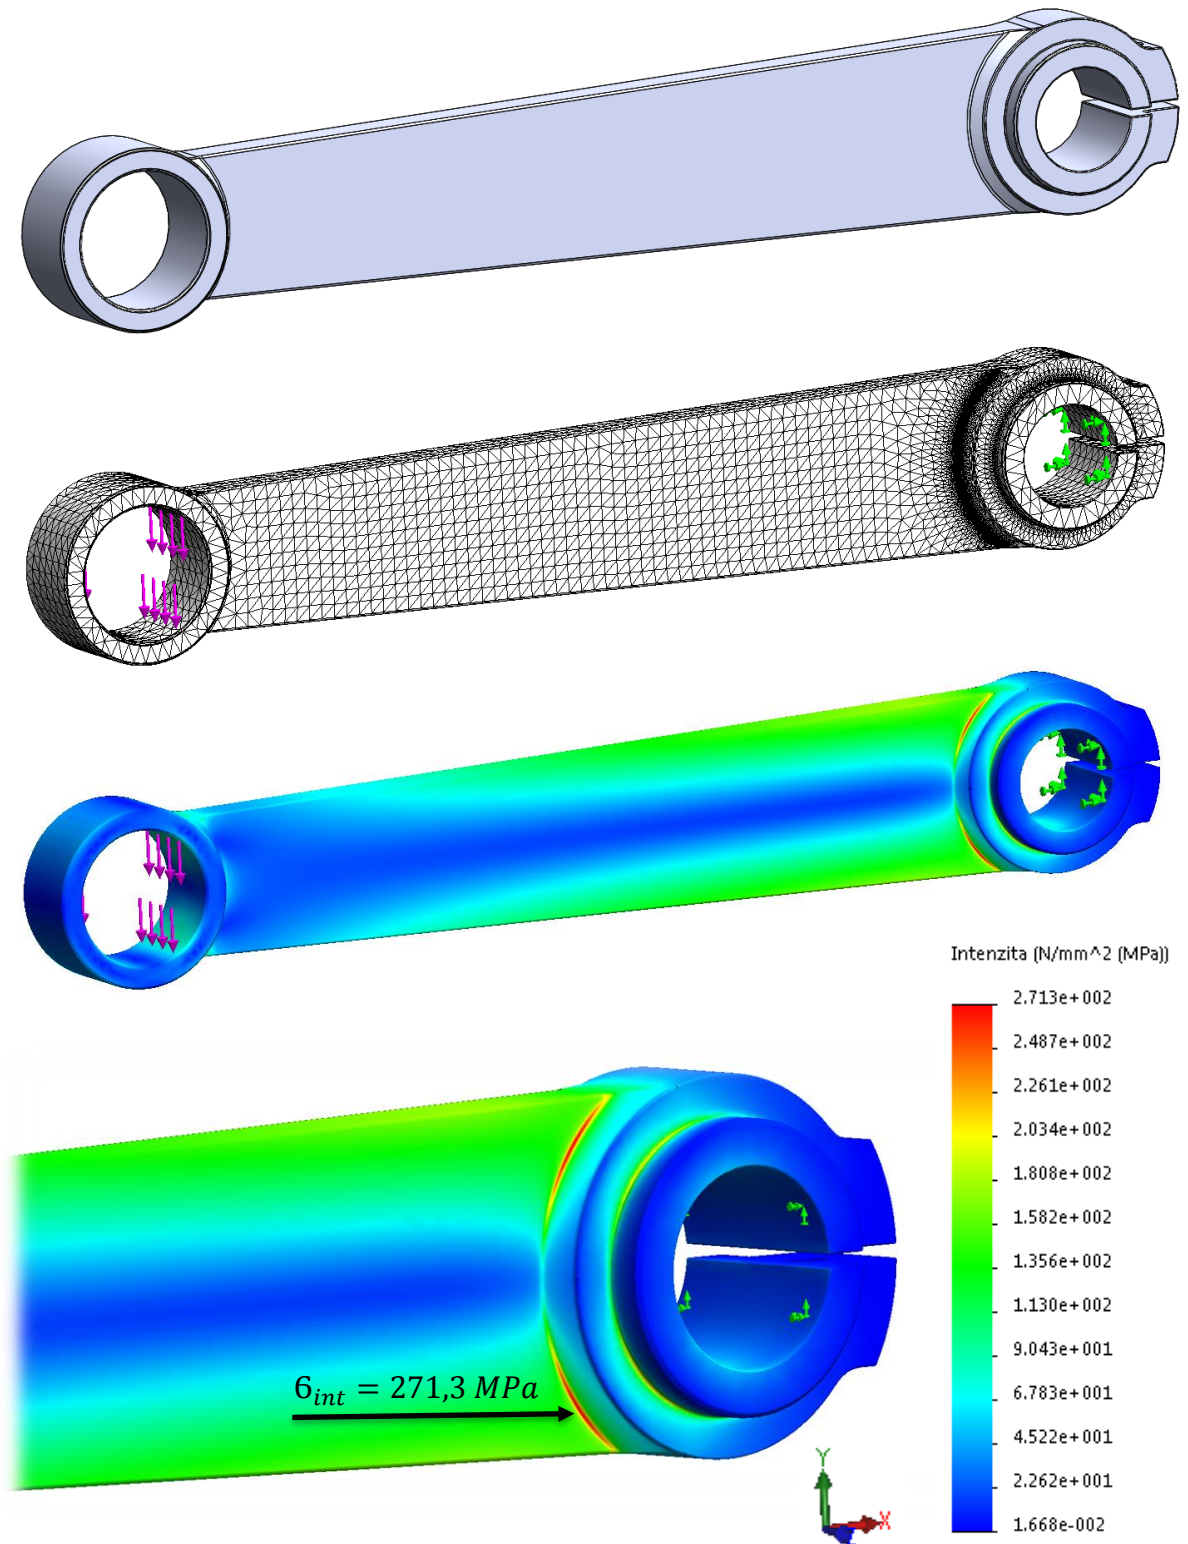 Intenzita (N/mm^2 (MPa))
2.713e+002
2.487e+002
2.261e+002
2.034e+002
1.808e+002
1.582e+002
1.356e+002
1.130e+002
9.043e+001
6.783e+001
4.522e+001
2.262e+001
1.668e-002
6int = 271,3 MPa
Y
X